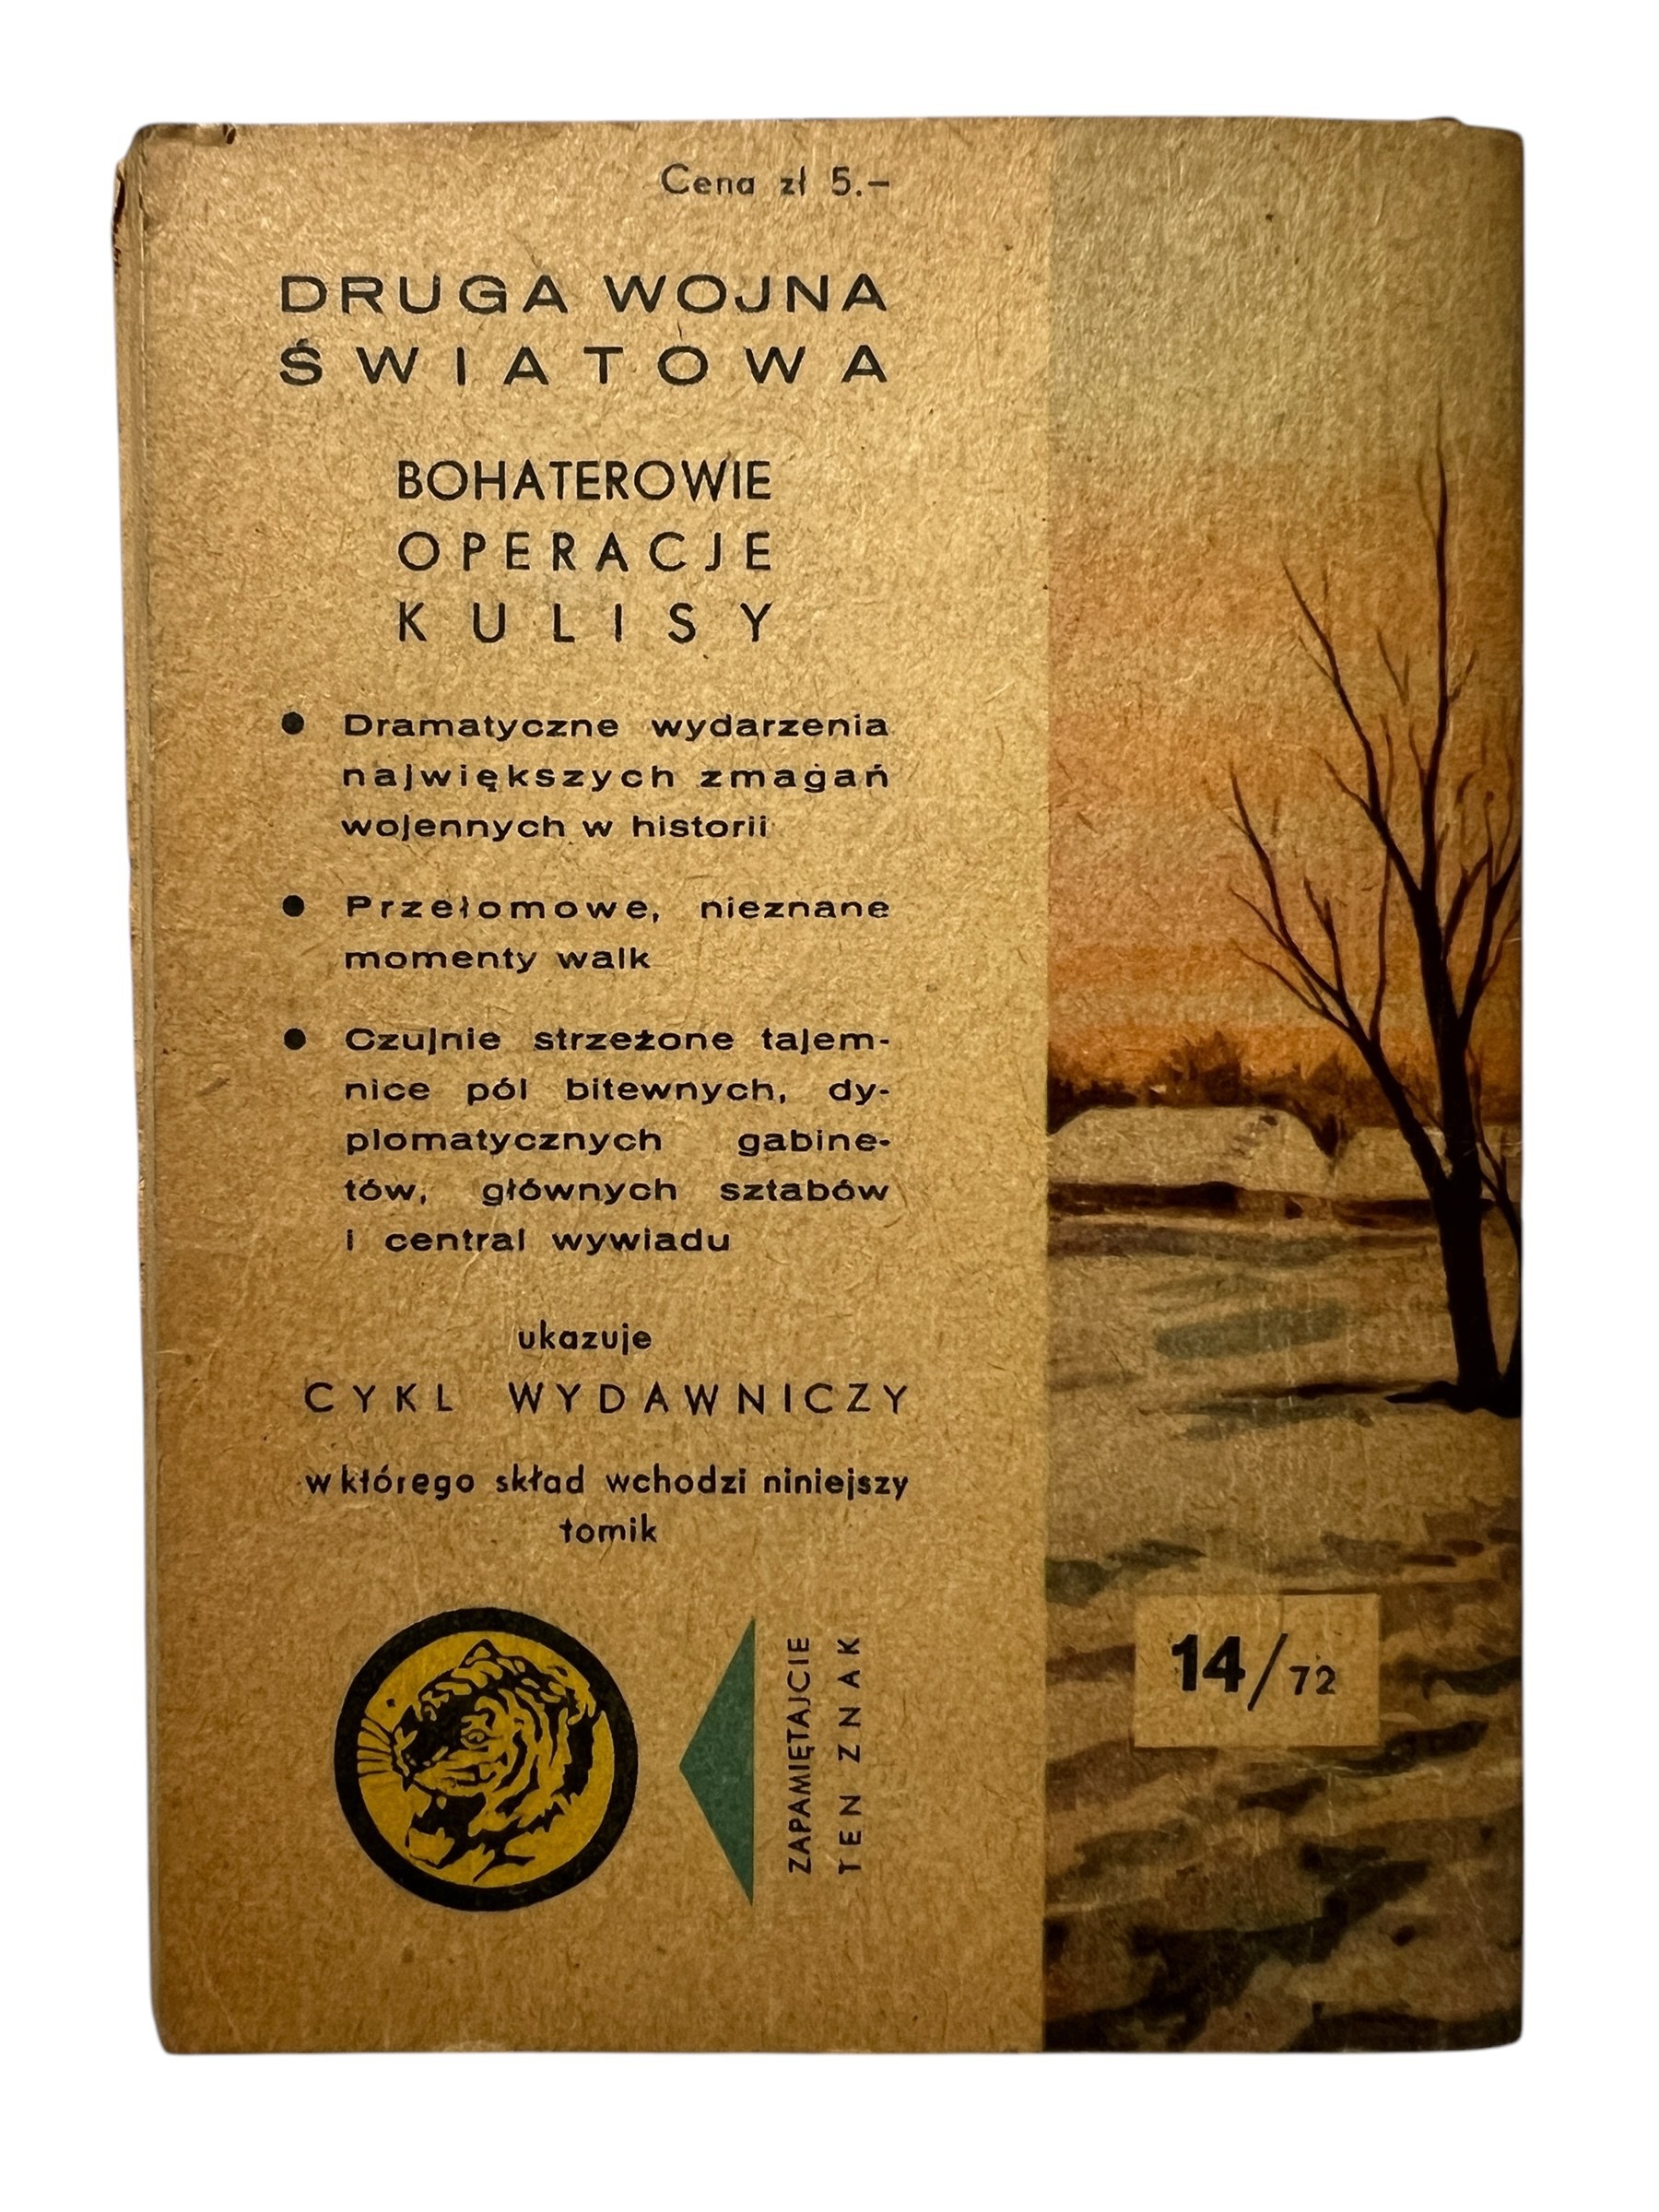 Cena zł 5.–
DRUGA WOJNA
ŚWIATOWA
BOHATEROWIE
OPERACJE
KULISY
● Dramatyczne wydarzenia
największych zmagań
wojennych w historii
● Przełomowe, nieznane
momenty walk
● Czujnie strzeżone tajem-
nice pól bitewnych, dy-
plomatycznych gabine-
tów, głównych sztabów
i central wywiadu
ukazuje
CYKL WYDAWNICZY
w którego skład wchodzi niniejszy
tomik
ZAPAMIĘTAJCIE
TEN ZNAK
14/72